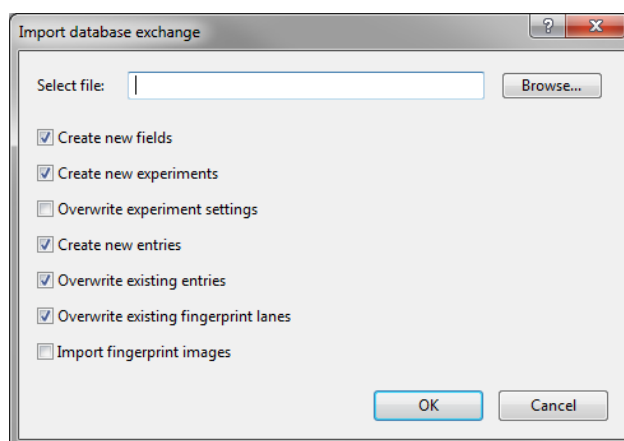 Import database exchange
Select file:
Browse...
Create new fields
Create new experiments
Overwrite experiment settings
Create new entries
Overwrite existing entries
Overwrite existing fingerprint lanes
Import fingerprint images
OK Cancel